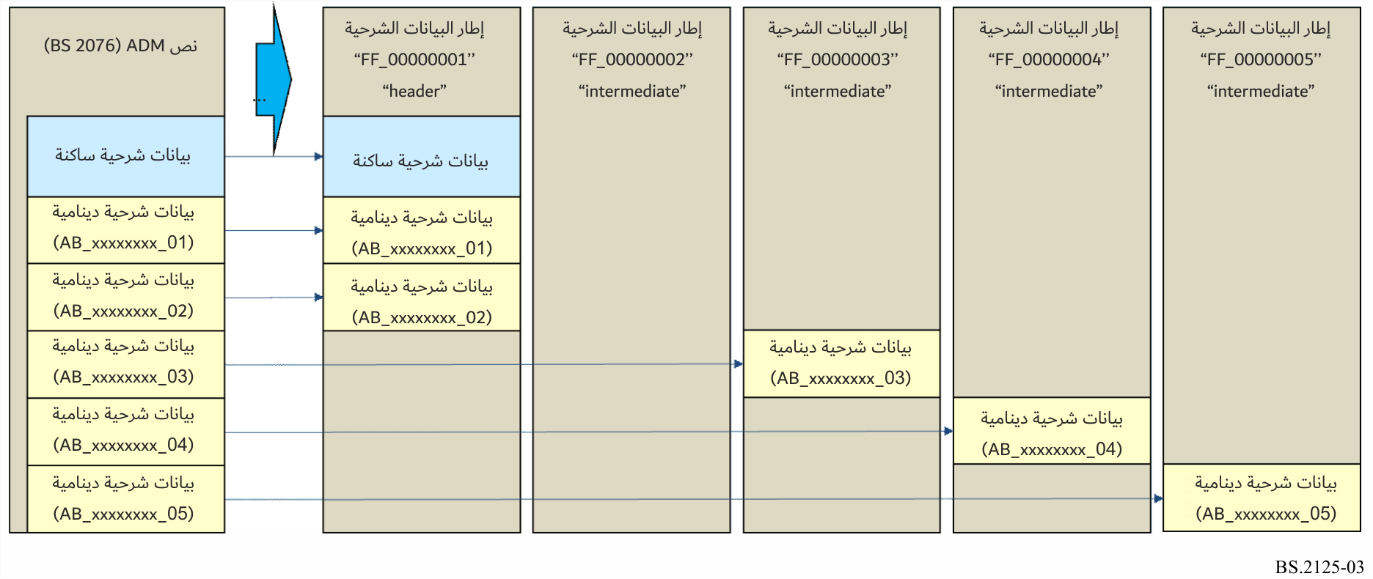 نص ADM (BS 2076)
بيانات شرحية ساكنة
بيانات شرحية دينامية
(AB_xxxxxxxx_01)
بيانات شرحية دينامية
(AB_xxxxxxxx_02)
بيانات شرحية دينامية
(AB_xxxxxxxx_03)
بيانات شرحية دينامية
(AB_xxxxxxxx_04)
بيانات شرحية دينامية
(AB_xxxxxxxx_05)
...
إطار البيانات الشرحية
“FF_00000001”
“header”
بيانات شرحية ساكنة
بيانات شرحية دينامية
(AB_xxxxxxxx_01)
بيانات شرحية دينامية
(AB_xxxxxxxx_02)
إطار البيانات الشرحية
“FF_00000002”
“intermediate”
إطار البيانات الشرحية
“FF_00000003”
“intermediate”
بيانات شرحية دينامية
(AB_xxxxxxxx_03)
إطار البيانات الشرحية
“FF_00000004”
“intermediate”
بيانات شرحية دينامية
(AB_xxxxxxxx_04)
إطار البيانات الشرحية
“FF_00000005”
“intermediate”
بيانات شرحية دينامية
(AB_xxxxxxxx_05)
BS.2125-03